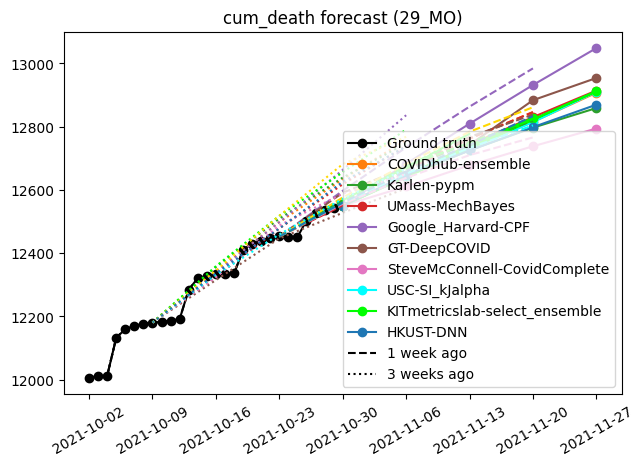 cum_death forecast (29_MO)
13000
12800
12600
12400
12200
12000
Ground truth
COVIDhub-ensemble
Karlen-pypm
UMass-MechBayes
Google_Harvard-CPF
GT-DeepCOVID
SteveMcConnell-CovidComplete
USC-SI_kJalpha
KITmetricslab-select_ensemble
HKUST-DNN
1 week ago
3 weeks ago
2021-10-02
2021-10-09
2021-10-16
2021-10-23
2021-10-30
2021-11-06
2021-11-13
2021-11-20
2021-11-27